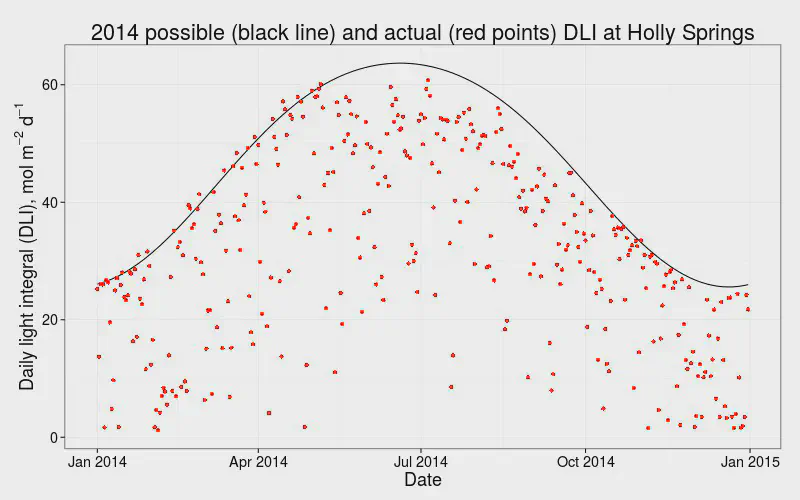 2014 possible (black line) and actual (red points) DLI at Holly Springs
Daily light integral (DLI), mol m⁻² d⁻¹
60
40
20
0
Jan 2014 Apr 2014 Jul 2014 Oct 2014 Jan 2015
Date